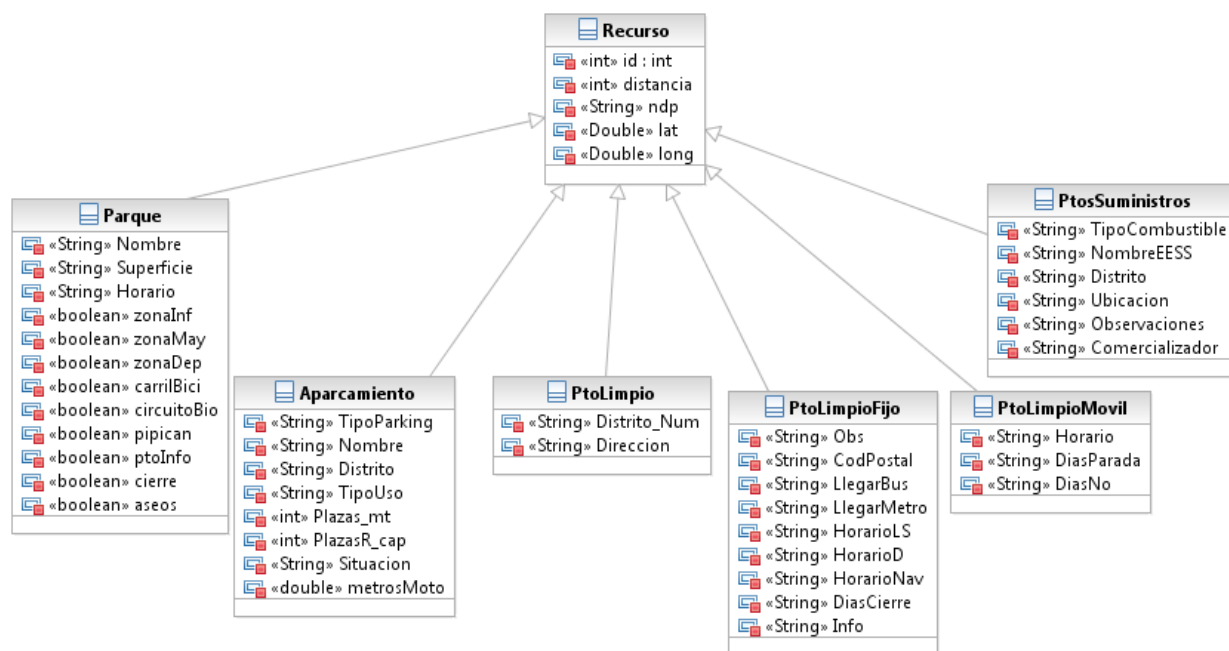 Recurso
«int» id : int
«int» distancia
«String» ndp
«Double» lat
«Double» long
Parque
«String» Nombre
«String» Superficie
«String» Horario
«boolean» zonaInf
«boolean» zonaMay
«boolean» zonaDep
«boolean» carrilBici
«boolean» circuitoBio
«boolean» pipican
«boolean» ptoInfo
«boolean» cierre
«boolean» aseos
Aparcamiento
«String» TipoParking
«String» Nombre
«String» Distrito
«String» TipoUso
«int» Plazas_mt
«int» PlazasR_cap
«String» Situacion
«double» metrosMoto
PtoLimpio
«String» Distrito_Num
«String» Direccion
PtoLimpioFijo
«String» Obs
«String» CodPostal
«String» LlegarBus
«String» LlegarMetro
«String» HorarioLS
«String» HorarioD
«String» HorarioNav
«String» DiasCierre
«String» Info
PtoLimpioMovil
«String» Horario
«String» DiasParada
«String» DiasNo
PtosSuministros
«String» TipoCombustible
«String» NombreEESS
«String» Distrito
«String» Ubicacion
«String» Observaciones
«String» Comercializador